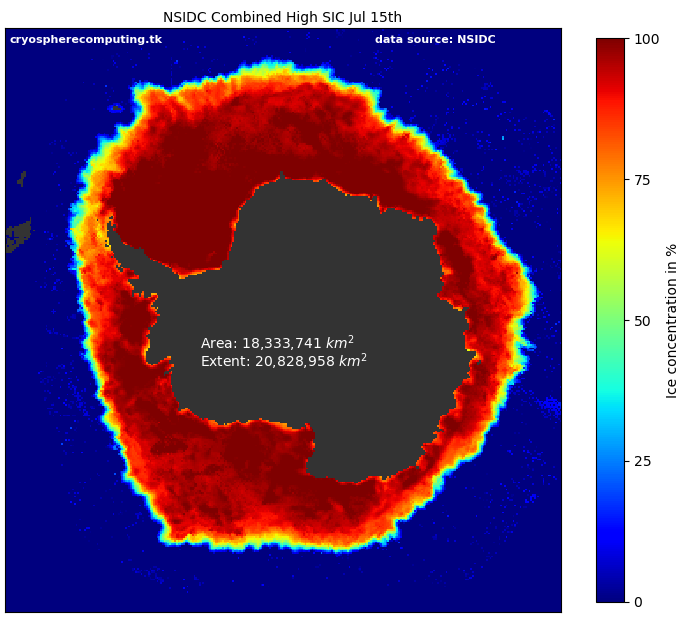 NSIDC Combined High SIC Jul 15th
cryospherecomputing.tk data source: NSIDC
Area: 18,333,741 km²
Extent: 20,828,958 km²
100
75
50
25
0
Ice concentration in %